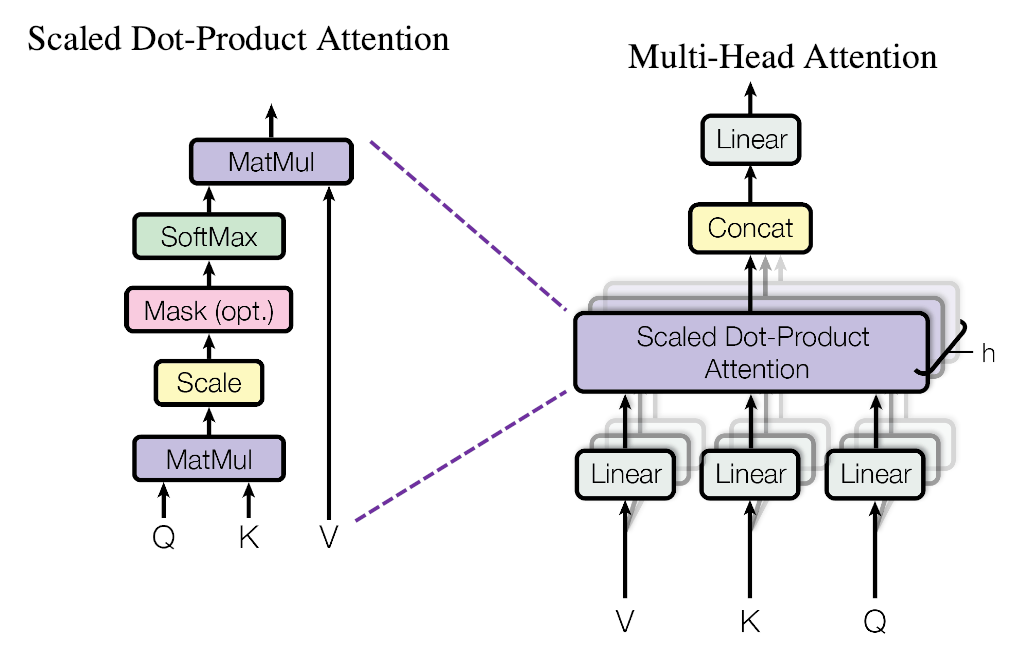 Scaled Dot-Product Attention
MatMul
SoftMax
Mask (opt.)
Scale
MatMul
Q K V
Multi-Head Attention
Linear
Concat
Scaled Dot-Product
Attention
h
Linear Linear Linear
V K Q